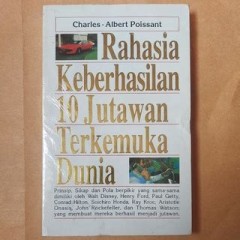 Charles - Albert Poissant
Rahasia
Keberhasilan
10 Jutawan
Terkemuka
Dunia
Potensi, Sikap dan Pola berpikir yang sama-sama
dimiliki oleh Walt Disney, Henry Ford, Paul Getty,
Conrad Hilton, Soichiro Honda, Ray Kroc, Aristotle
Onasis, John Rockefeller, dan Thomas Watson,
yang membuat mereka berhasil menjadi jutawan.